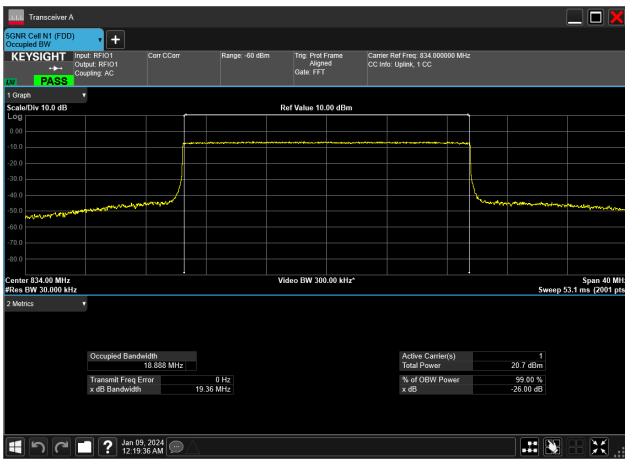 Transceiver A
5GNR Cell N1 (FDD)
Occupied BW
KEYSIGHT
PASS
Input: RFIO1
Output: RFIO1
Coupling: AC
Corr CCorr
Range: -60 dBm
Trig: Prot Frame
Aligned
Gate: FFT
Carrier Ref Freq: 834.000000 MHz
CC Info: Uplink, 1 CC
1 Graph
Scale/Div 10.0 dB
Ref Value 10.00 dBm
Log
0.00
-10.0
-20.0
-30.0
-40.0
-50.0
-60.0
-70.0
-80.0
Center 834.00 MHz
Video BW 300.00 kHz^
Span 40 MHz
#Res BW 30.000 kHz
Sweep 53.1 ms (2001 pts
2 Metrics
Occupied Bandwidth
18.888 MHz
Transmit Freq Error 0 Hz
x dB Bandwidth 19.36 MHz
Active Carrier(s) 1
Total Power 20.7 dBm
% of OBW Power 99.00 %
x dB -26.00 dB
?
Jan 09, 2024
12:19:36 AM